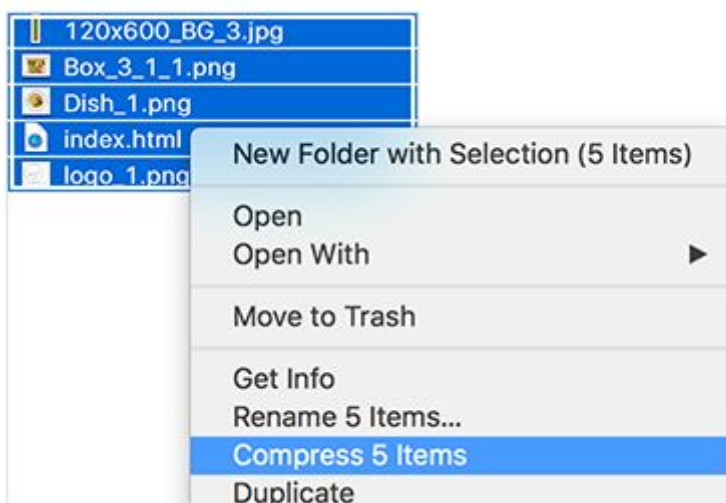 120x600_BG_3.jpg
Box_3_1_1.png
Dish_1.png
index.html
logo_1.png
New Folder with Selection (5 Items)
Open
Open With
Move to Trash
Get Info
Rename 5 Items...
Compress 5 Items
Duplicate